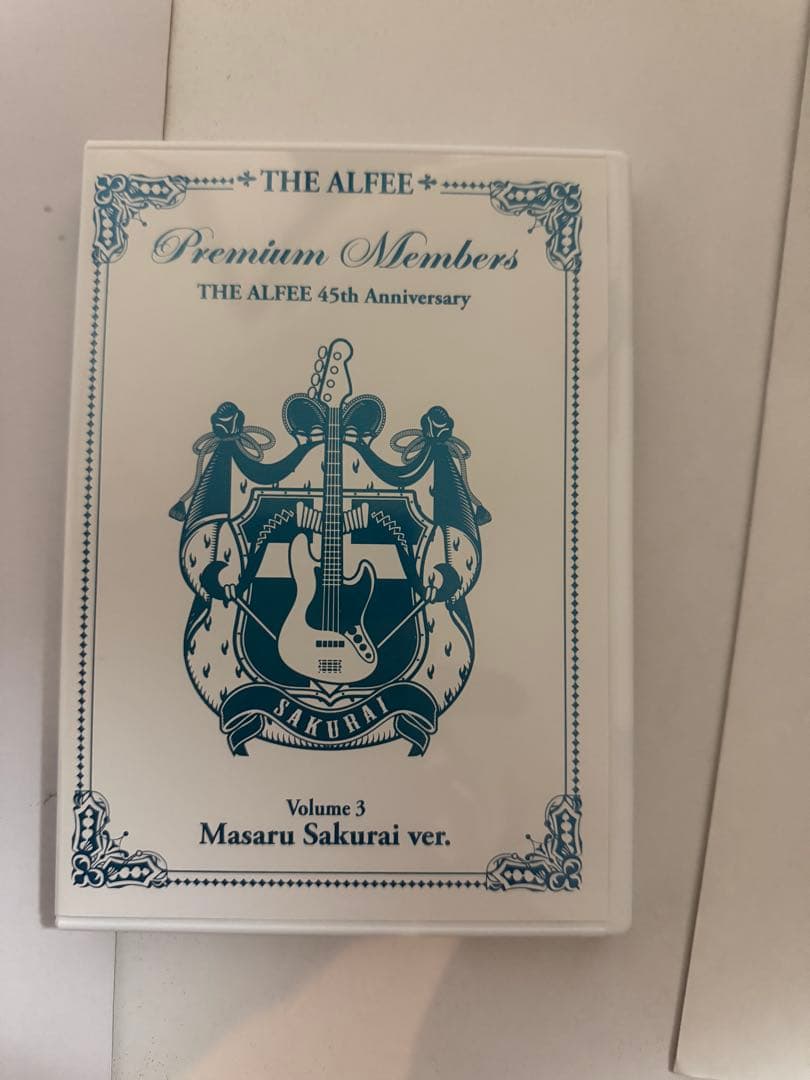 THE ALFEE
Premium Members
THE ALFEE 45th Anniversary
SAKURAI
Volume 3
Masaru Sakurai ver.